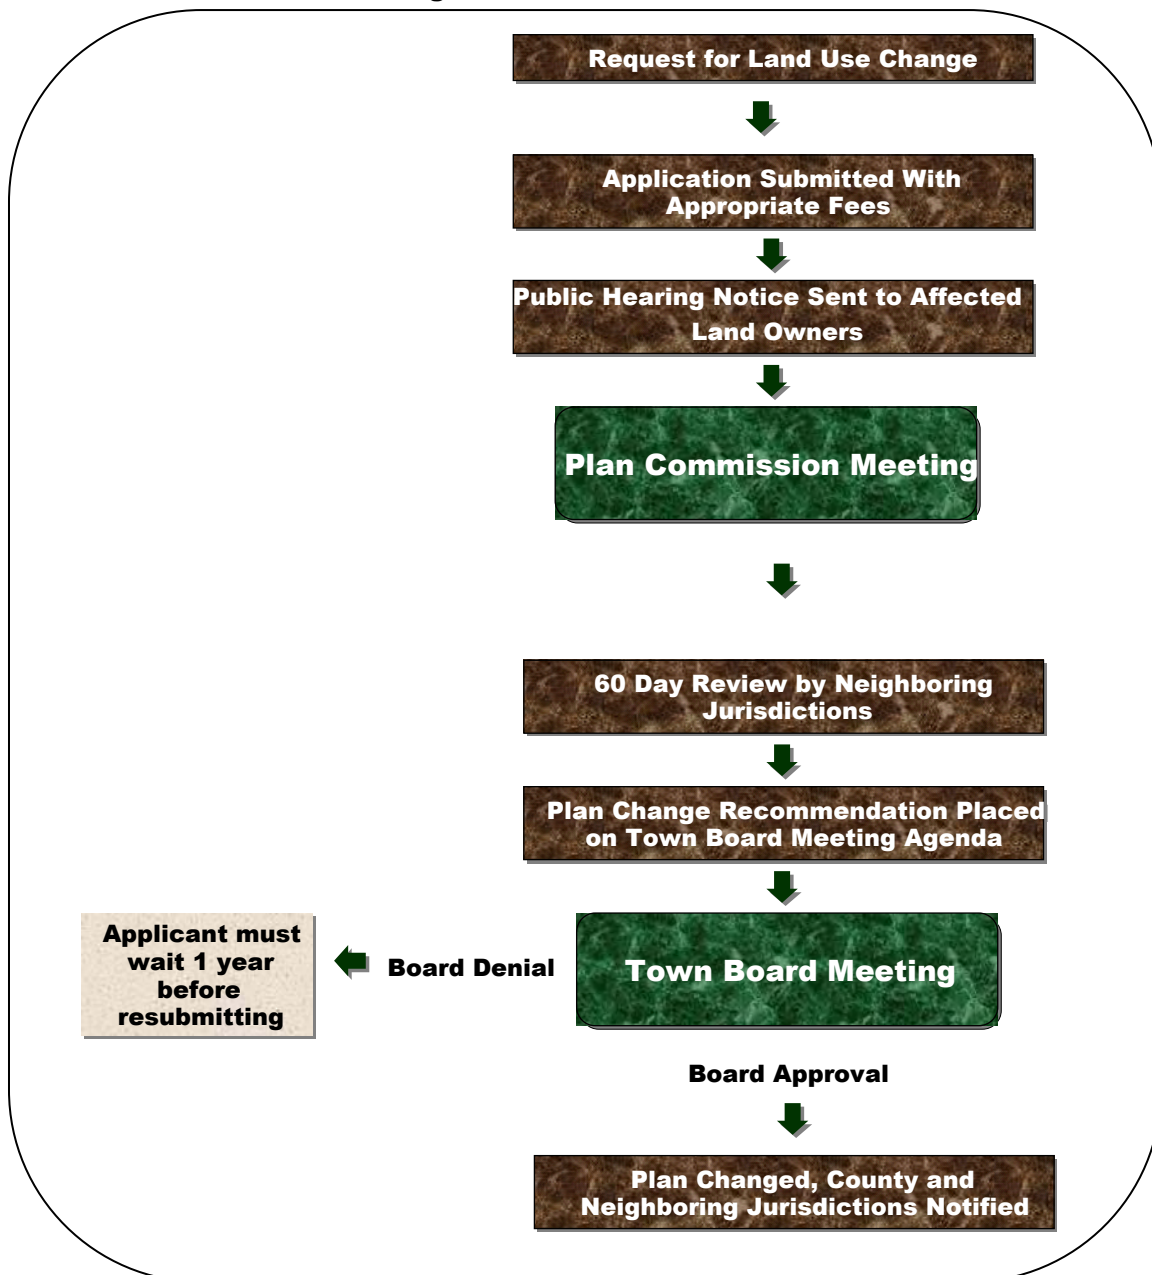 Request for Land Use Change
Application Submitted With
Appropriate Fees
Public Hearing Notice Sent to Affected
Land Owners
Plan Commission Meeting
60 Day Review by Neighboring
Jurisdictions
Plan Change Recommendation Placed
on Town Board Meeting Agenda
Town Board Meeting
Board Denial
Applicant must
wait 1 year
before
resubmitting
Board Approval
Plan Changed, County and
Neighboring Jurisdictions Notified